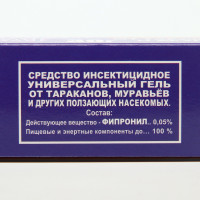 СРЕДСТВО ИНСЕКТИЦИДНОЕ
УНИВЕРСАЛЬНЫЙ ГЕЛЬ
ОТ ТАРАКАНОВ, МУРАВЬЁВ
И ДРУГИХ ПОЛЗАЮЩИХ НАСЕКОМЫХ.
Состав:
Действующее вещество - ФИПРОНИЛ.. 0,05%
Пищевые и энертные компоненты до... 100 %